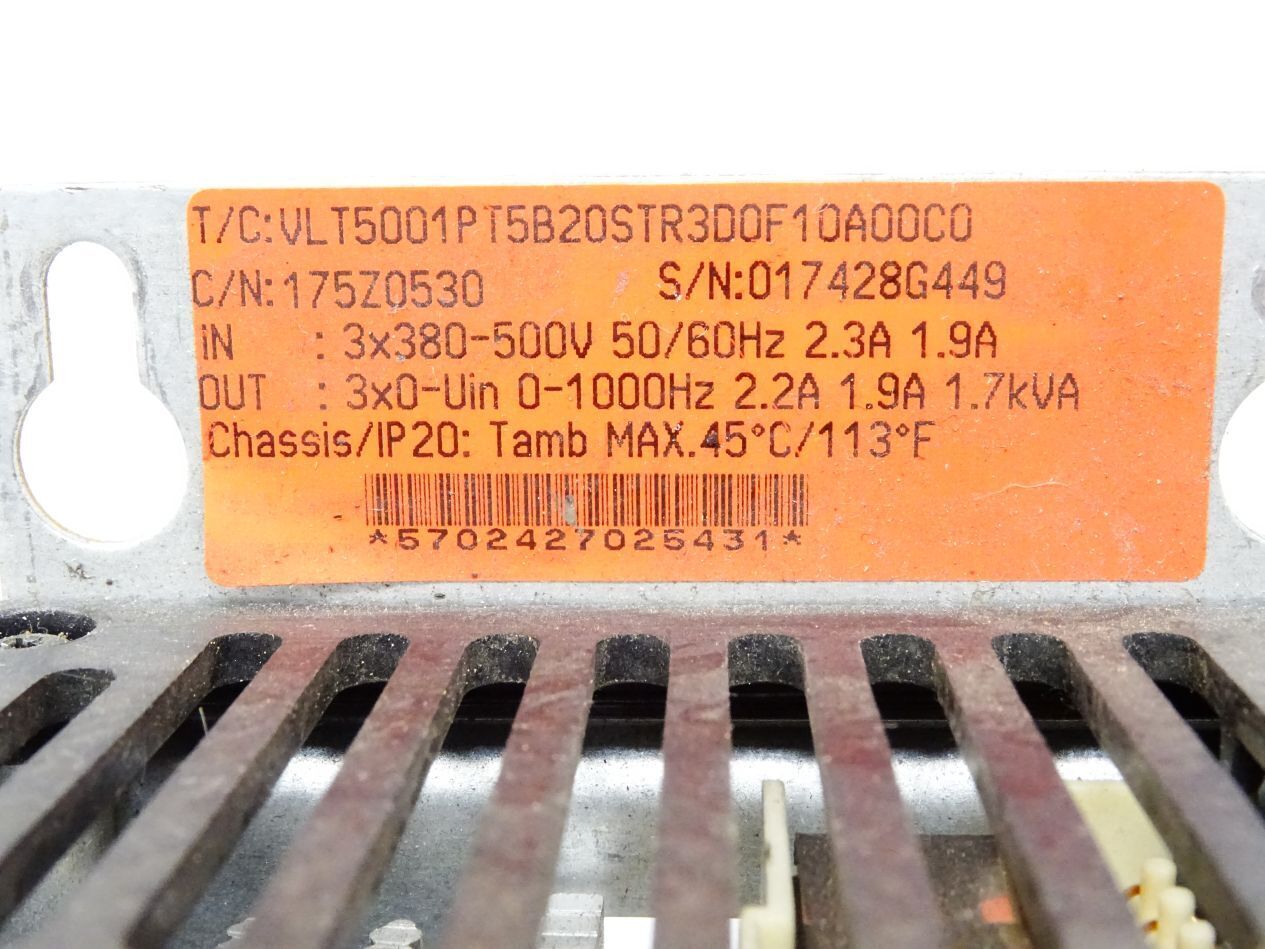 T/C:VLT5001PT5B20STR3D0F10A00C0
C/N:175Z0530 S/N:017428G449
iN : 3x380-500V 50/60Hz 2.3A 1.9A
OUT : 3x0-Uin 0-1000Hz 2.2A 1.9A 1.7kVA
Chassis/IP20: Tamb MAX.45°C/113°F
*5702427025431*